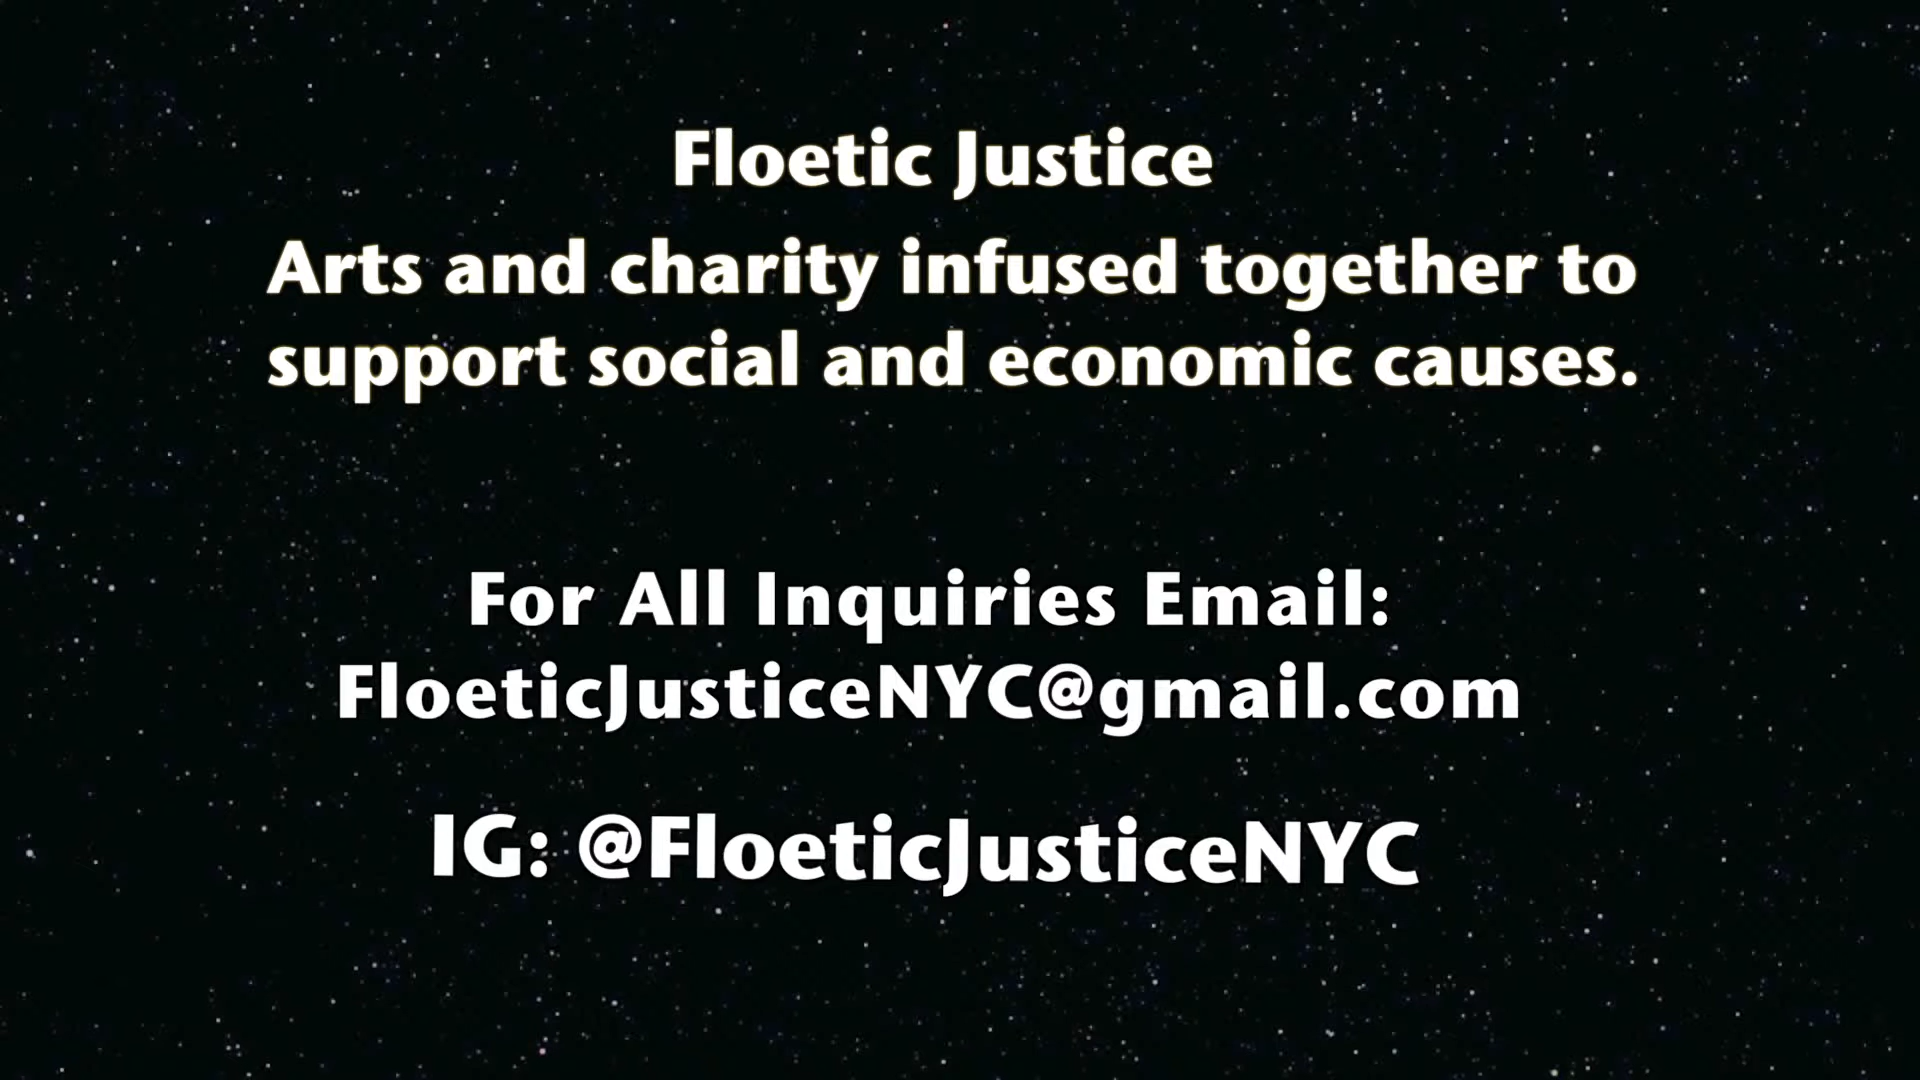 Floetic Justice
Arts and charity infused together to
support social and economic causes.
For All Inquiries Email:
FloeticJusticeNYC@gmail.com
IG: @FloeticJusticeNYC